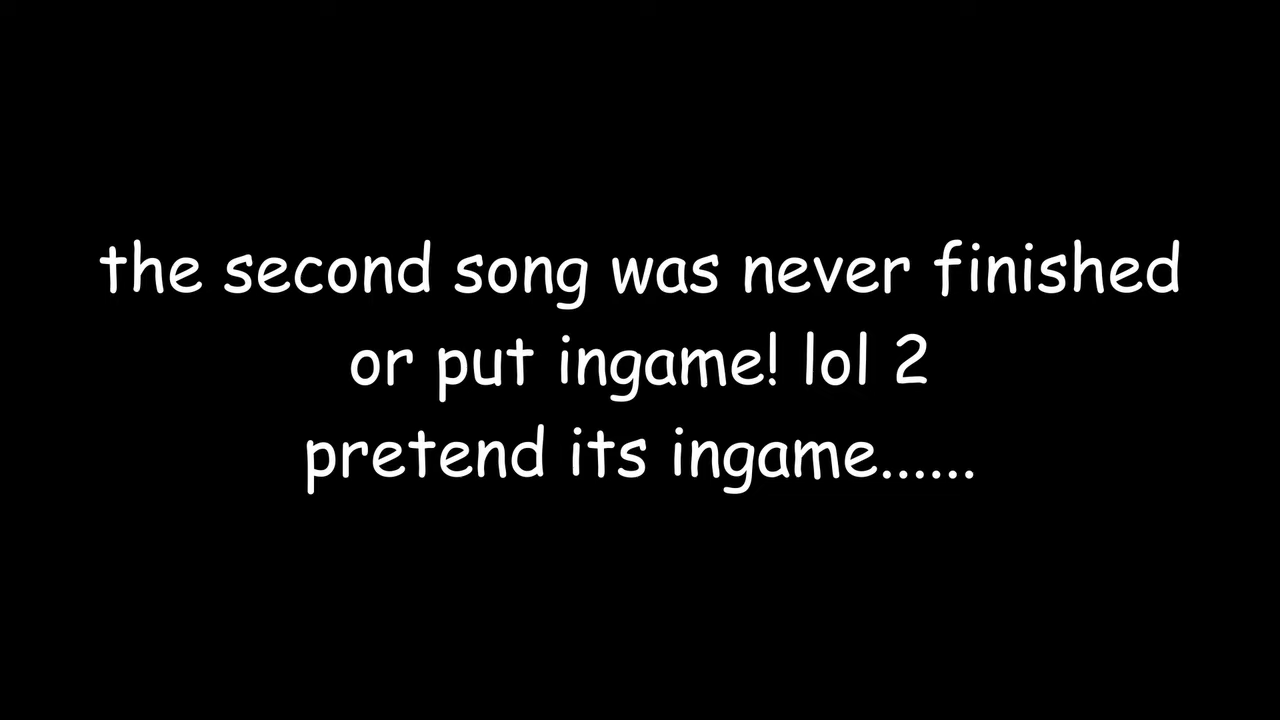 the second song was never finished
or put ingame! lol 2
pretend its ingame......